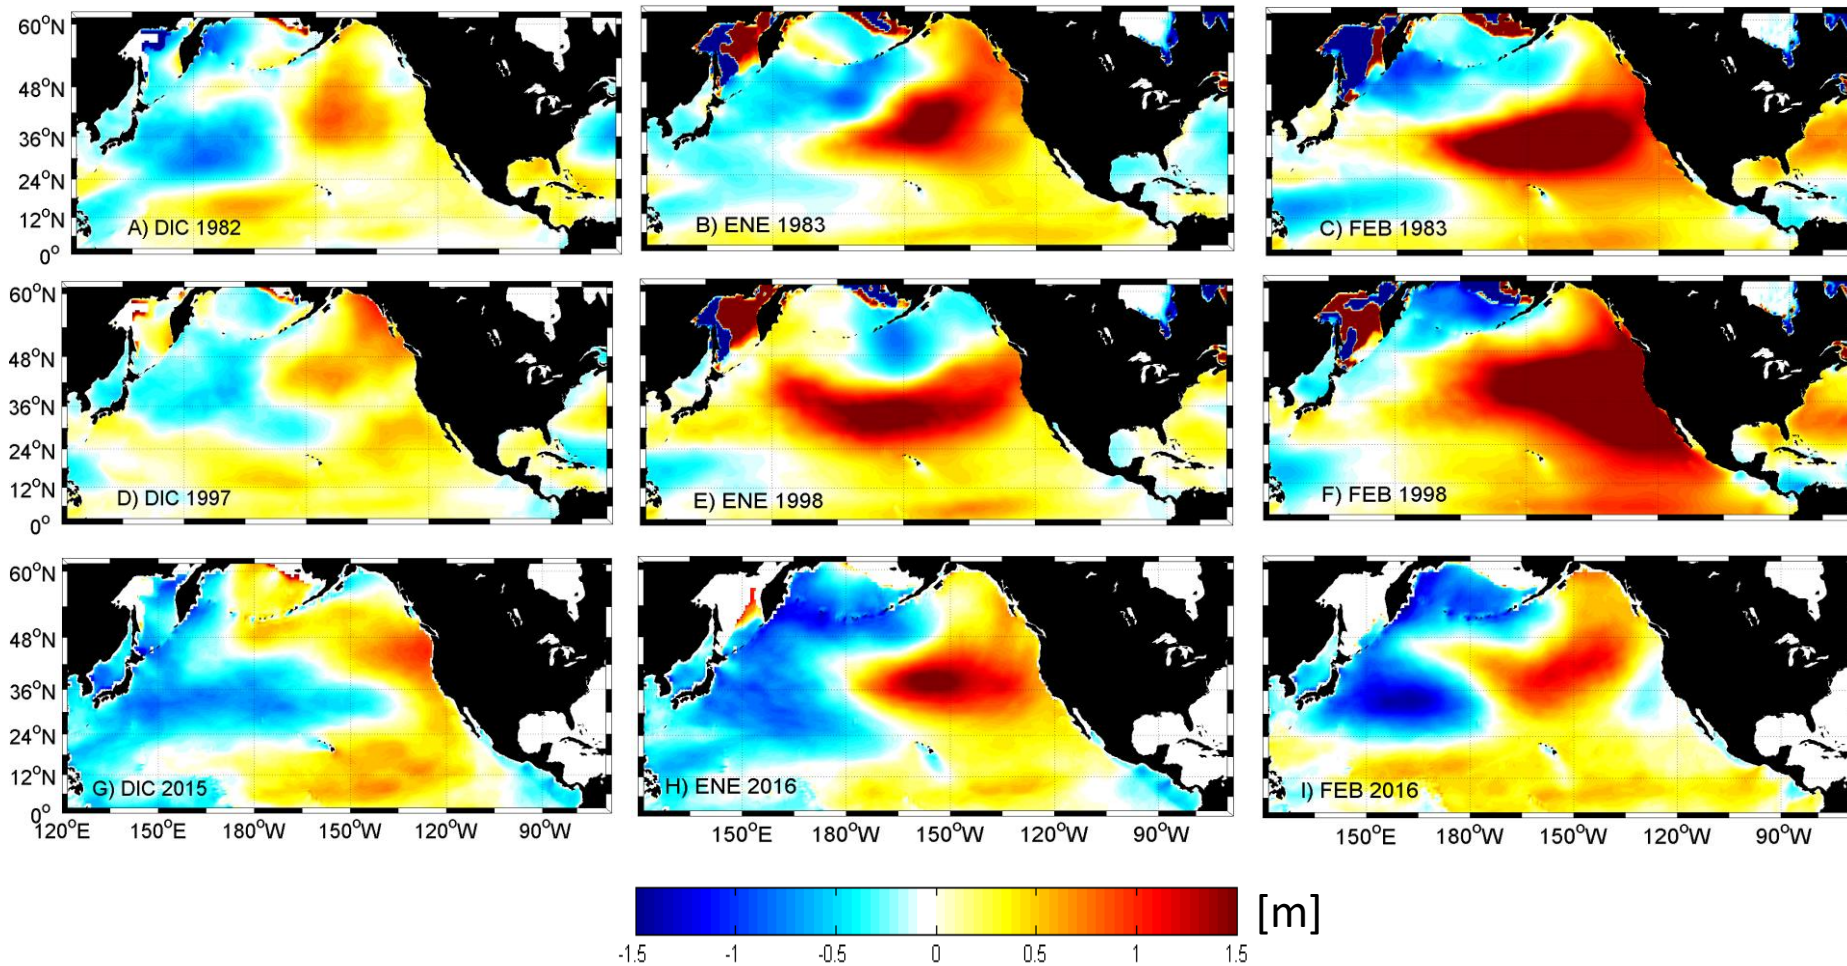 60°N
48°N
36°N
24°N
12°N
0°
A) DIC 1982
B) ENE 1983
C) FEB 1983
60°N
48°N
36°N
24°N
12°N
0°
D) DIC 1997
E) ENE 1998
F) FEB 1998
60°N
48°N
36°N
24°N
12°N
0°
G) DIC 2015
H) ENE 2016
I) FEB 2016
120°E 150°E 180°W 150°W 120°W 90°W
150°E 180°W 150°W 120°W 90°W
150°E 180°W 150°W 120°W 90°W
[m]
-1.5 -1 -0.5 0 0.5 1 1.5